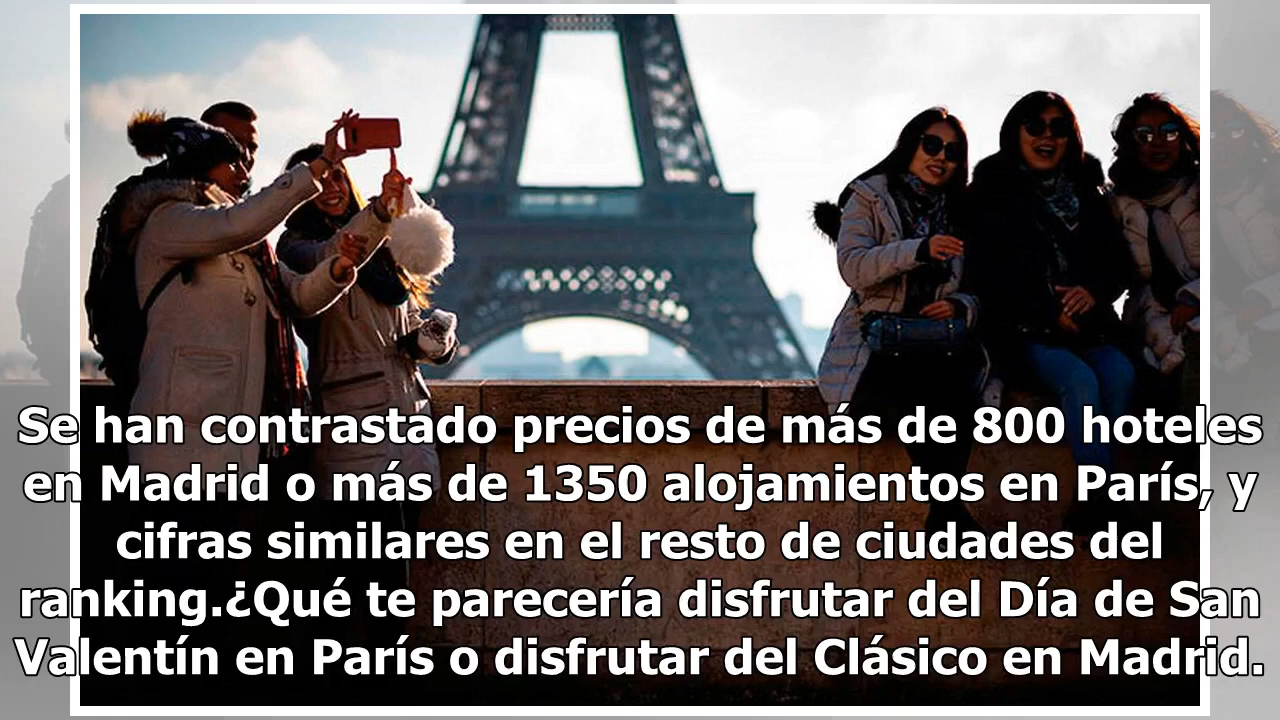 Se han contrastado precios de más de 800 hoteles
en Madrid o más de 1350 alojamientos en París, y
cifras similares en el resto de ciudades del
ranking.¿Qué te parecería disfrutar del Día de San
Valentín en París o disfrutar del Clásico en Madrid.